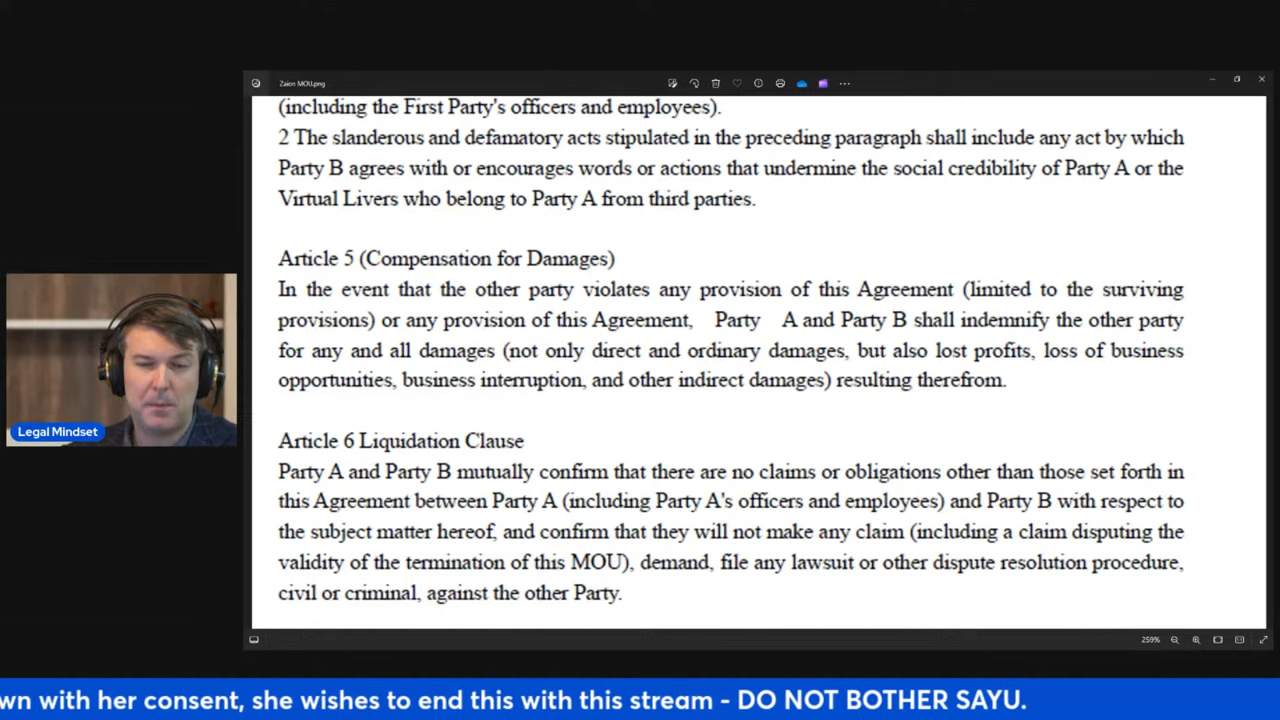 Zaion MOU.png
(including the First Party's officers and employees).
2 The slanderous and defamatory acts stipulated in the preceding paragraph shall include any act by which
Party B agrees with or encourages words or actions that undermine the social credibility of Party A or the
Virtual Livers who belong to Party A from third parties.
Article 5 (Compensation for Damages)
In the event that the other party violates any provision of this Agreement (limited to the surviving
provisions) or any provision of this Agreement, Party A and Party B shall indemnify the other party
for any and all damages (not only direct and ordinary damages, but also lost profits, loss of business
opportunities, business interruption, and other indirect damages) resulting therefrom.
Article 6 Liquidation Clause
Party A and Party B mutually confirm that there are no claims or obligations other than those set forth in
this Agreement between Party A (including Party A's officers and employees) and Party B with respect to
the subject matter hereof, and confirm that they will not make any claim (including a claim disputing the
validity of the termination of this MOU), demand, file any lawsuit or other dispute resolution procedure,
civil or criminal, against the other Party.
Legal Mindset
259%
wn with her consent, she wishes to end this with this stream - DO NOT BOTHER SAYU.